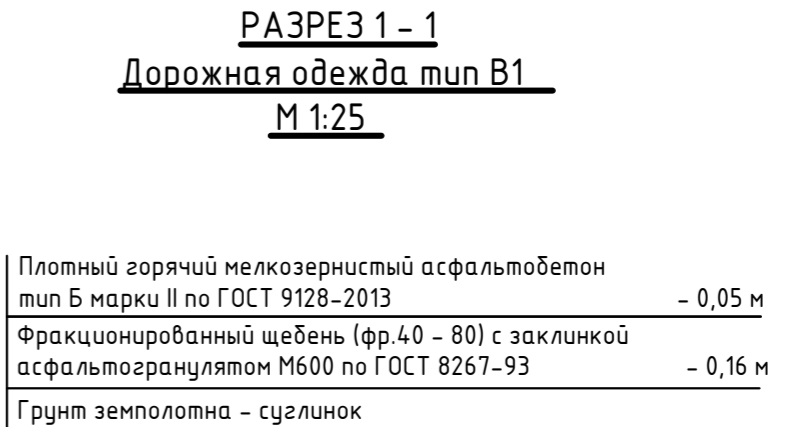 РАЗРЕЗ 1 - 1
Дорожная одежда тип В1
М 1:25
Плотный горячий мелкозернистый асфальтобетон
тип Б марки II по ГОСТ 9128-2013 - 0,05 м
Фракционированный щебень (фр.40 - 80) с заклинкой
асфальтогранулятом М600 по ГОСТ 8267-93 - 0,16 м
Грунт земполотна - суглинок